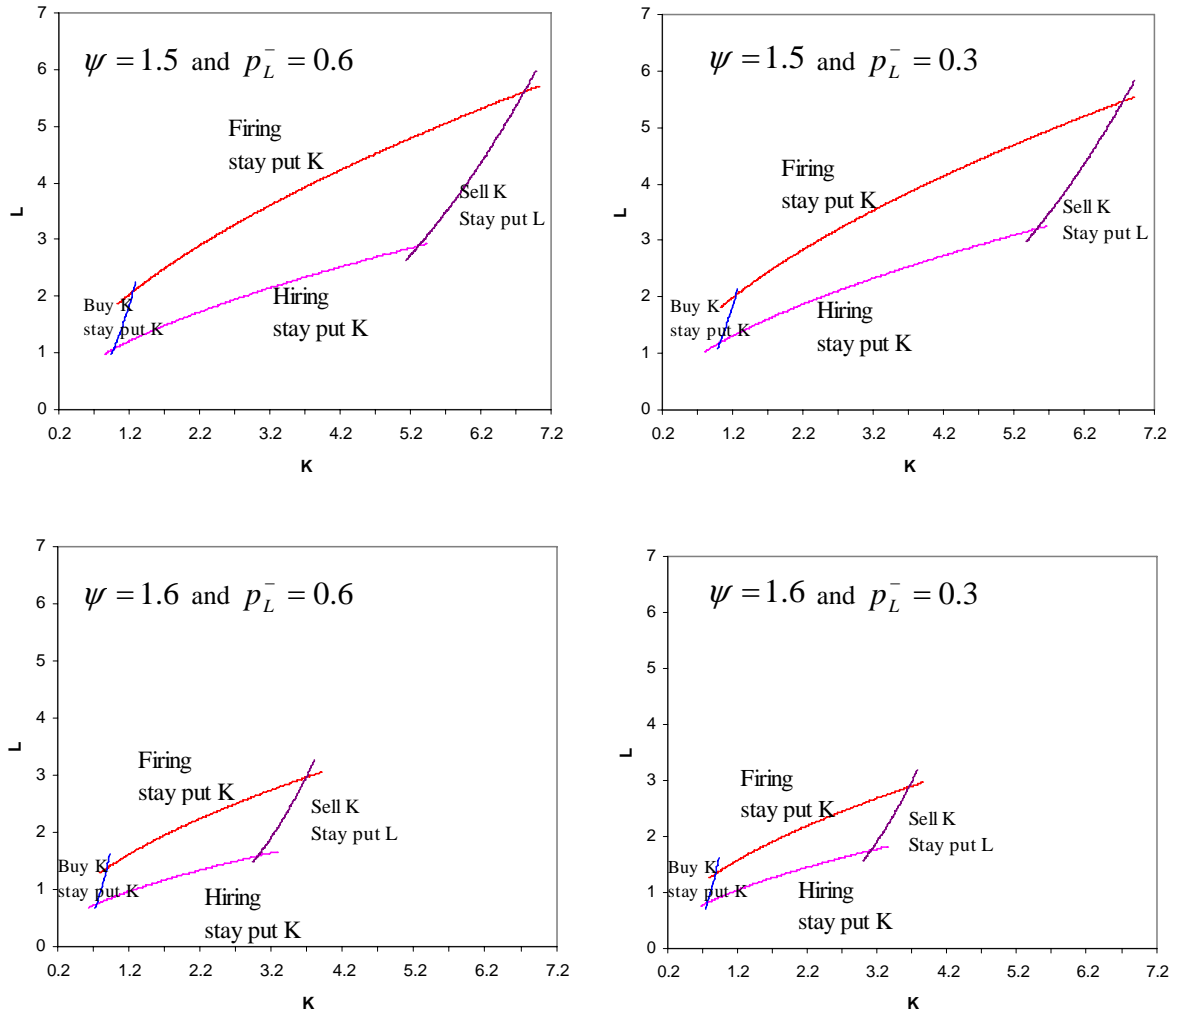 ψ = 1.5 and p_L^- = 0.6
7
6
5
4
3
2
1
0
L
Firing
stay put K
Sell K
Stay put L
Buy K
stay put K
Hiring
stay put K
0.2 1.2 2.2 3.2 4.2 5.2 6.2 7.2
K
ψ = 1.5 and p_L^- = 0.3
7
6
5
4
3
2
1
0
L
Firing
stay put K
Sell K
Stay put L
Buy K
stay put K
Hiring
stay put K
0.2 1.2 2.2 3.2 4.2 5.2 6.2 7.2
K
ψ = 1.6 and p_L^- = 0.6
7
6
5
4
3
2
1
0
L
Firing
stay put K
Sell K
Stay put L
Buy K
stay put K
Hiring
stay put K
0.2 1.2 2.2 3.2 4.2 5.2 6.2 7.2
K
ψ = 1.6 and p_L^- = 0.3
7
6
5
4
3
2
1
0
L
Firing
stay put K
Sell K
Stay put L
Buy K
stay put K
Hiring
stay put K
0.2 1.2 2.2 3.2 4.2 5.2 6.2 7.2
K